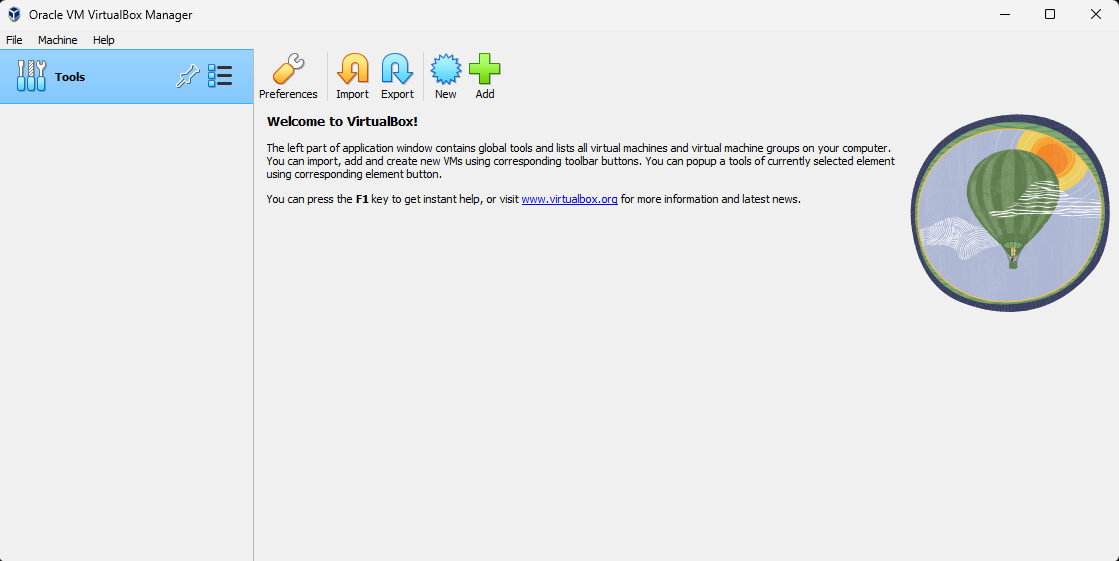 Oracle VM VirtualBox Manager
File Machine Help
Tools
Preferences Import Export New Add
Welcome to VirtualBox!
The left part of application window contains global tools and lists all virtual machines and virtual machine groups on your computer.
You can import, add and create new VMs using corresponding toolbar buttons. You can popup a tools of currently selected element
using corresponding element button.
You can press the F1 key to get instant help, or visit www.virtualbox.org for more information and latest news.